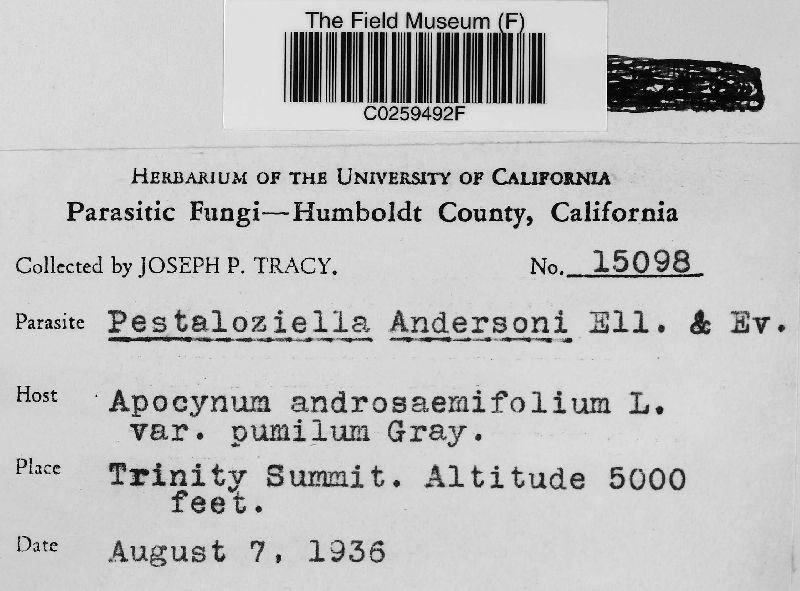 The Field Museum (F)
C0259492F
HERBARIUM OF THE UNIVERSITY OF CALIFORNIA
Parasitic Fungi—Humboldt County, California
Collected by JOSEPH P. TRACY. No. 15098
Parasite Pestaloziella Andersoni Ell. & Ev.
Host Apocynum androsaemifolium L.
var. pumilum Gray.
Place Trinity Summit. Altitude 5000
feet.
Date August 7, 1936